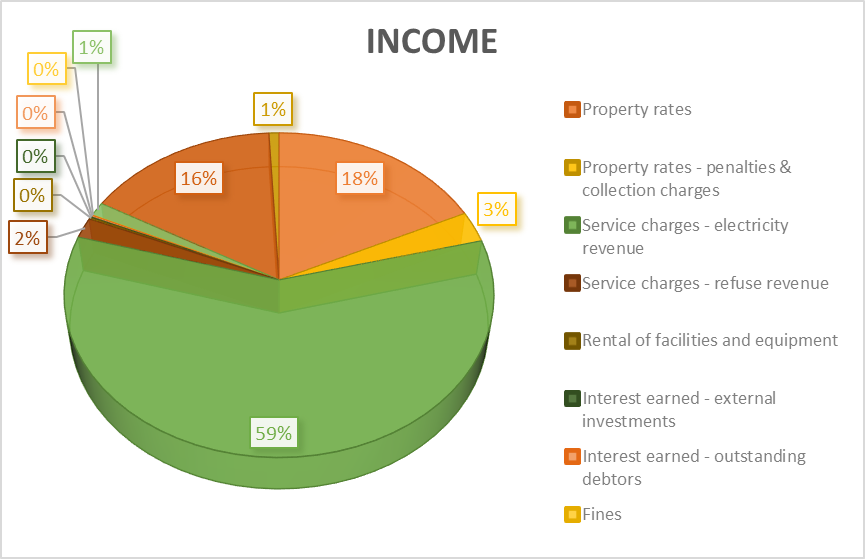 INCOME
1%
0%
0%
0%
0%
2%
16%
1%
18%
3%
59%
Property rates
Property rates - penalties &
collection charges
Service charges - electricity
revenue
Service charges - refuse revenue
Rental of facilities and equipment
Interest earned - external
investments
Interest earned - outstanding
debtors
Fines